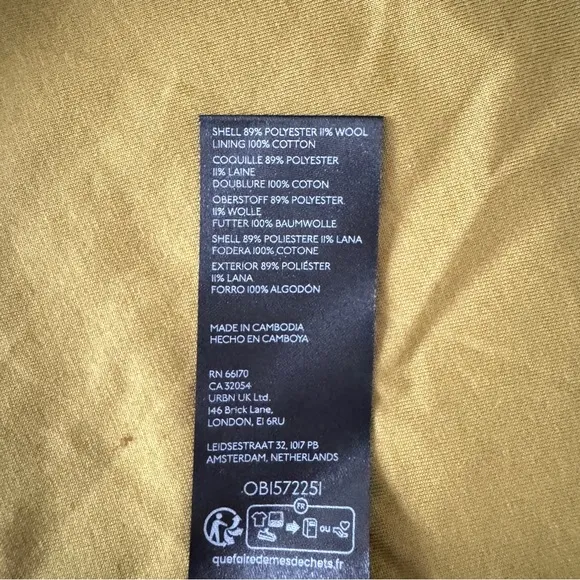 SHELL 89% POLYESTER 11% WOOL
LINING 100% COTTON
COQUILLE 89% POLYESTER
11% LAINE
DOUBLURE 100% COTON
OBERSTOFF 89% POLYESTER
11% WOLLE
FUTTER 100% BAUMWOLLE
SHELL 89% POLIESTERE 11% LANA
FODERA 100% COTONE
EXTERIOR 89% POLIÉSTER
11% LANA
FORRO 100% ALGODÓN
MADE IN CAMBODIA
HECHO EN CAMBOYA
RN 66170
CA 32054
URBN UK Ltd.
146 Brick Lane,
LONDON, E1 6RU
LEIDSESTRAAT 32, 1017 PB
AMSTERDAM, NETHERLANDS
OB1572251
FR
ou
quefairedemesdechets.fr